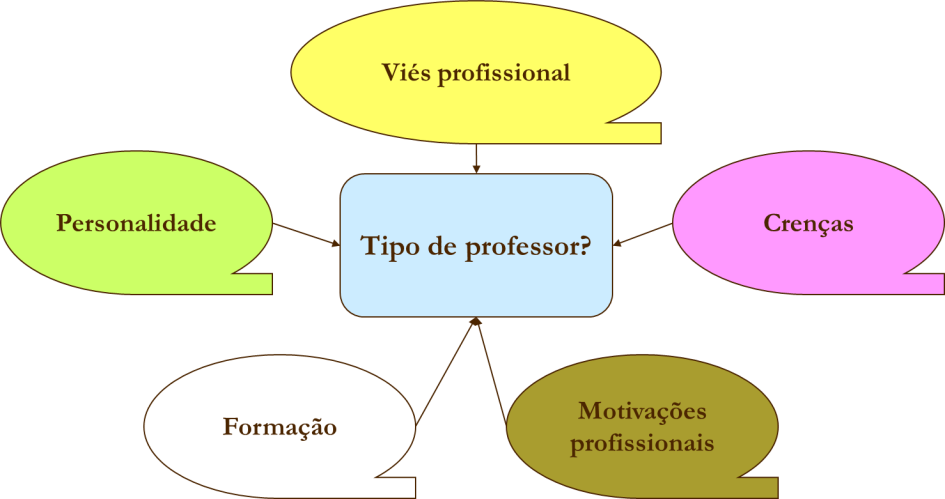 Viés profissional
Personalidade
Crenças
Tipo de professor?
Formação
Motivações
profissionais